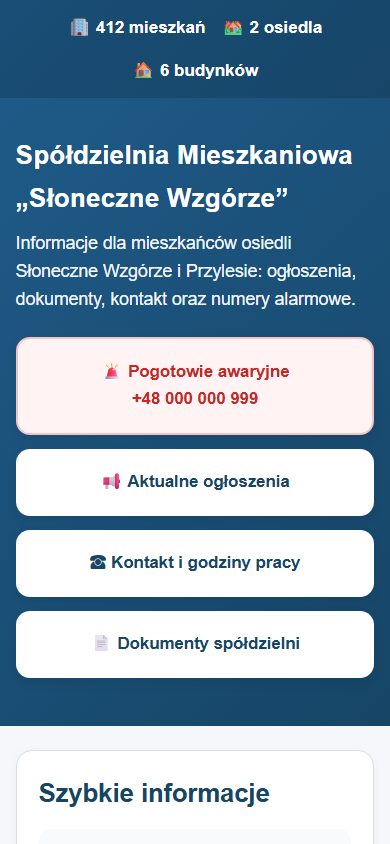 🏢 412 mieszkań 🏘️ 2 osiedla
🏠 6 budynków
Spółdzielnia Mieszkaniowa
„Słoneczne Wzgórze”
Informacje dla mieszkańców osiedli
Słoneczne Wzgórze i Przylesie: ogłoszenia,
dokumenty, kontakt oraz numery alarmowe.
🚨 Pogotowie awaryjne
+48 000 000 999
📢 Aktualne ogłoszenia
☎ Kontakt i godziny pracy
📄 Dokumenty spółdzielni
Szybkie informacje